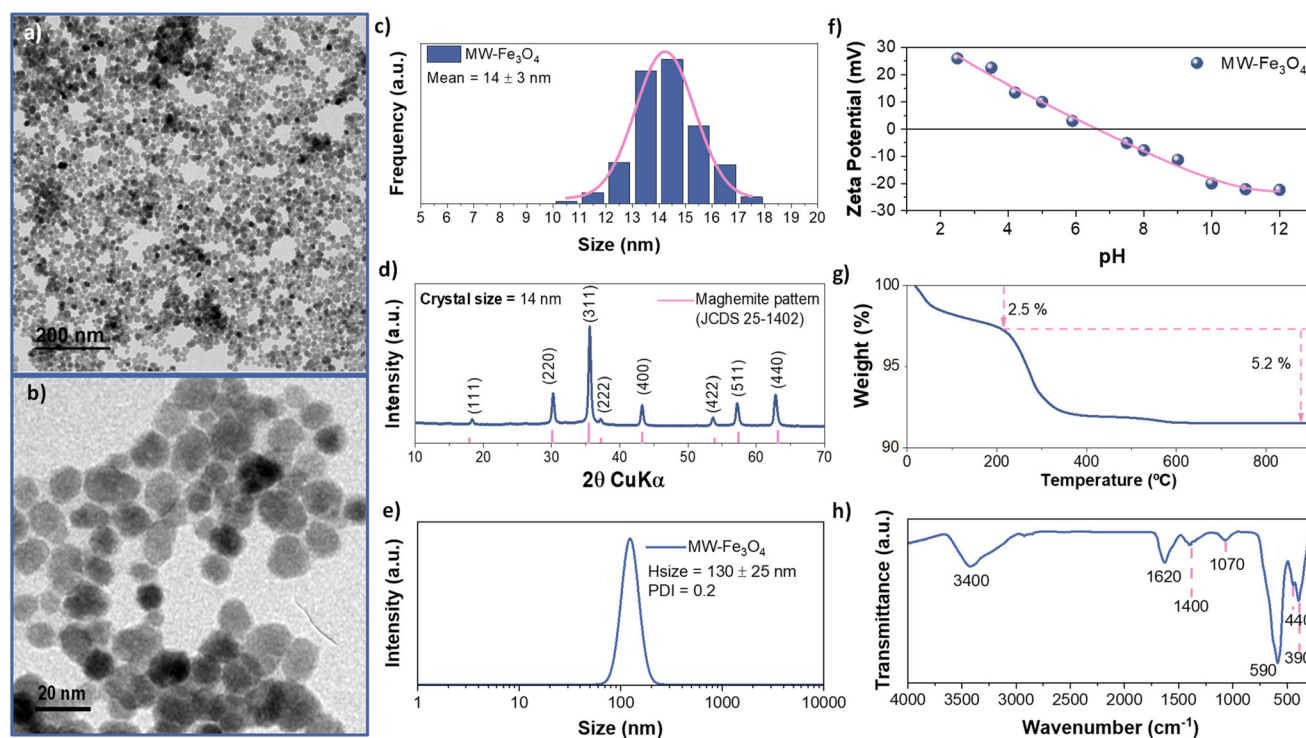 a)
200 nm
b)
20 nm
c)
MW-Fe₃O₄
Mean = 14 ± 3 nm
Frequency (a.u.)
5 6 7 8 9 10 11 12 13 14 15 16 17 18 19 20
Size (nm)
d)
Crystal size = 14 nm
Maghemite pattern
(JCDS 25-1402)
(111)
(220)
(311)
(222)
(400)
(422)
(511)
(440)
Intensity (a.u.)
10 20 30 40 50 60 70
2θ CuKα
e)
MW-Fe₃O₄
Hsize = 130 ± 25 nm
PDI = 0.2
Intensity (a.u.)
1 10 100 1000 10000
Size (nm)
f)
MW-Fe₃O₄
Zeta Potential (mV)
30
20
10
0
-10
-20
-30
2 4 6 8 10 12
pH
g)
100
95
90
Weight (%)
2.5 %
5.2 %
0 200 400 600 800
Temperature (ºC)
h)
Transmittance (a.u.)
3400
1620
1400
1070
590
440
390
4000 3500 3000 2500 2000 1500 1000 500
Wavenumber (cm⁻¹)